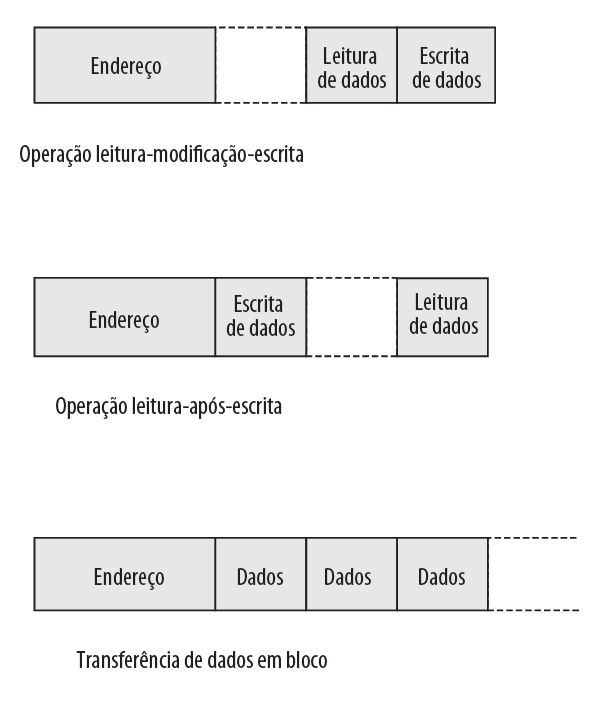 Endereço
Leitura
de dados
Escrita
de dados
Operação leitura-modificação-escrita
Endereço
Escrita
de dados
Leitura
de dados
Operação leitura-após-escrita
Endereço
Dados
Dados
Dados
Transferência de dados em bloco